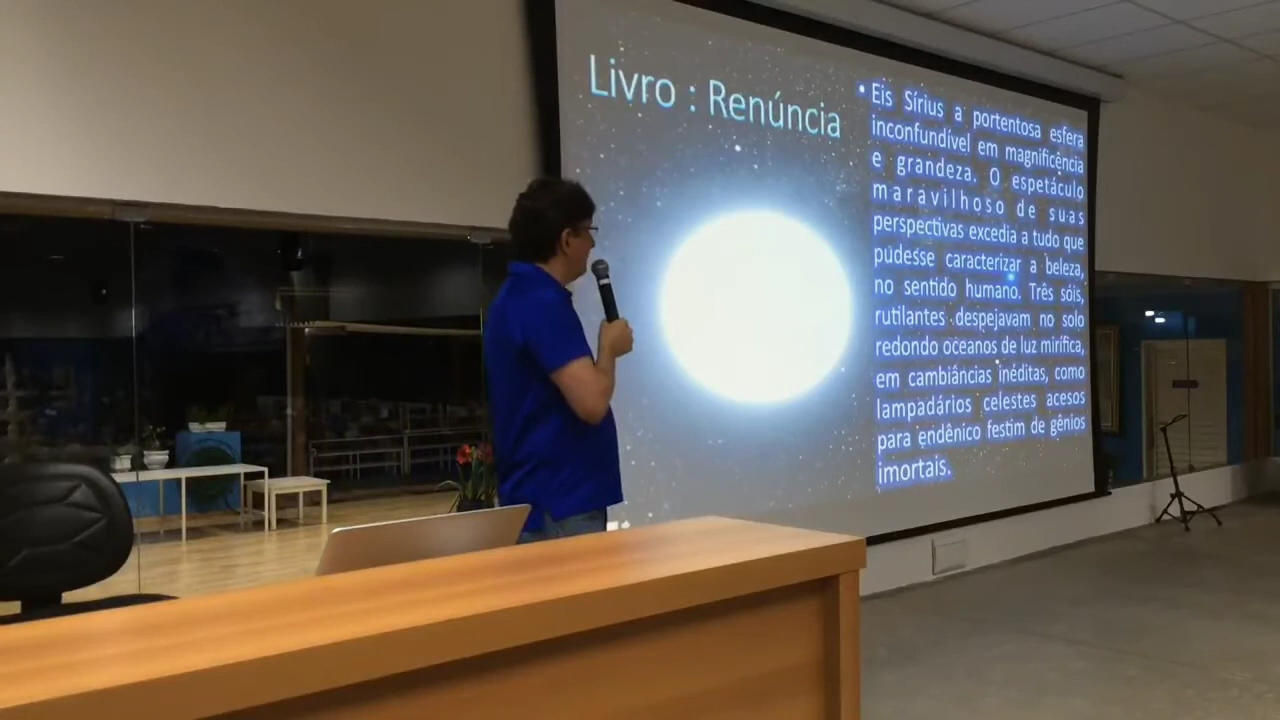 Livro : Renúncia
• Eis Sírius a portentosa esfera
inconfundível em magnificência
e grandeza. O espetáculo
maravilhoso de suas
perspectivas excedia a tudo que
pudesse caracterizar a beleza,
no sentido humano. Três sóis,
rutilantes despejavam no solo
redondo oceanos de luz mirífica,
em cambiâncias inéditas, como
lampadários celestes acesos
para endênico festim de gênios
imortais.